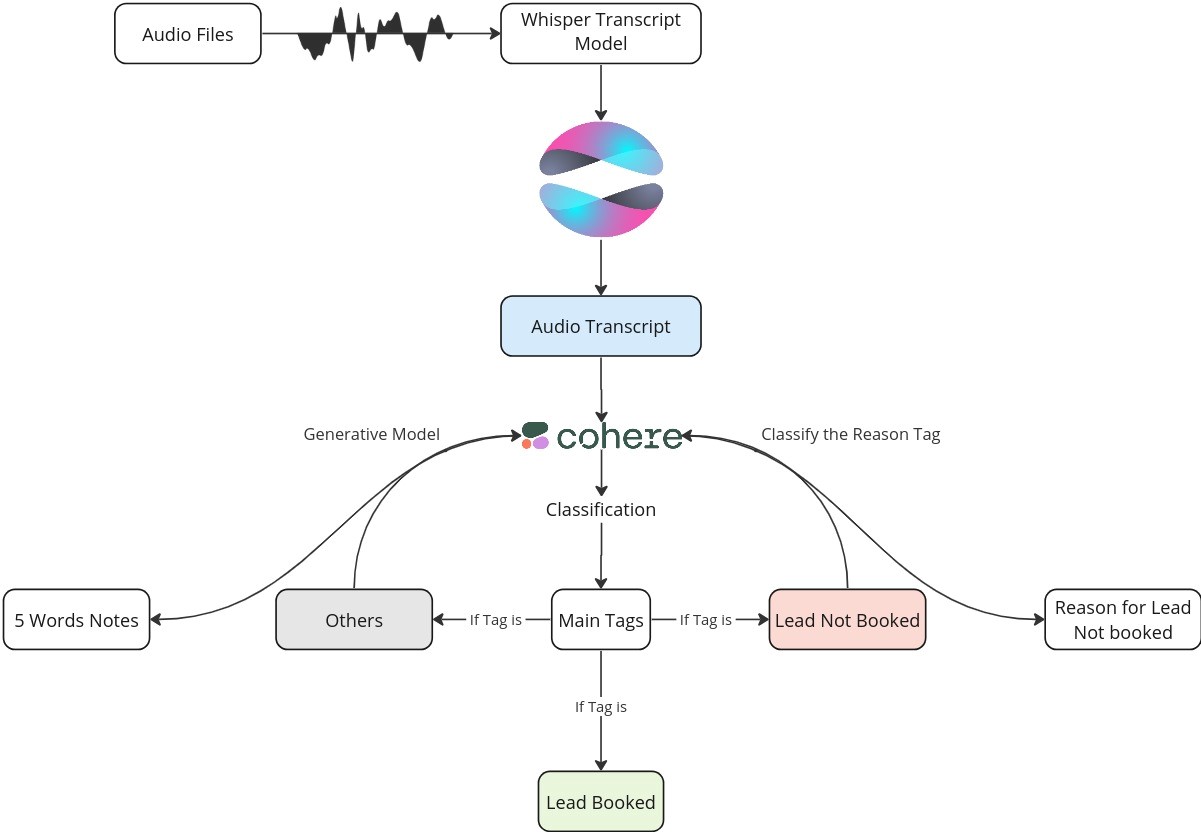 Audio Files
Whisper Transcript
Model
Audio Transcript
Generative Model
cohere
Classify the Reason Tag
Classification
5 Words Notes
Others
If Tag is
Main Tags
If Tag is
Lead Not Booked
Reason for Lead
Not booked
If Tag is
Lead Booked